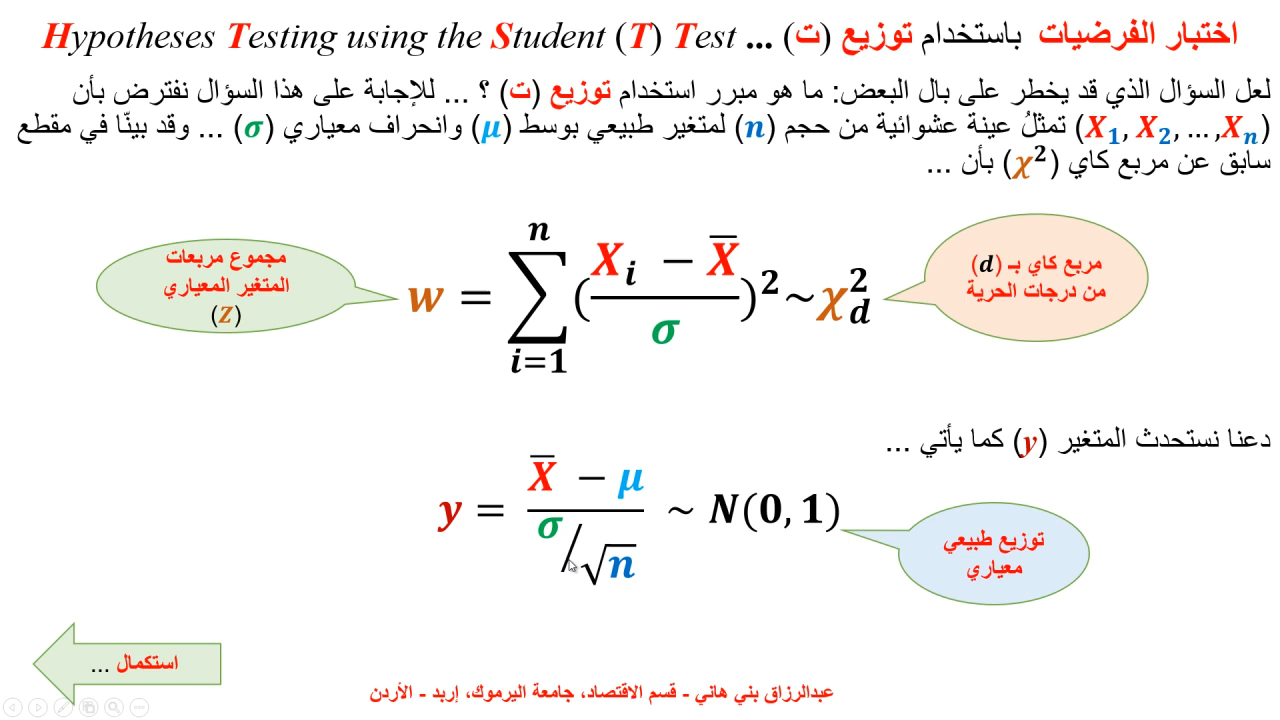 اختبار الفرضيات باستخدام توزيع (ت) ... Hypotheses Testing using the Student (T) Test
لعل السؤال الذي قد يخطر على بال البعض: ما هو مبرر استخدام توزيع (ت) ؟ ... للإجابة على هذا السؤال نفترض بأن
(X₁, X₂, … ,Xₙ) تمثلُ عينة عشوائية من حجم (n) لمتغير طبيعي بوسط (μ) وانحراف معياري (σ) ... وقد بينّا في مقطع
سابق عن مربع كاي (χ²) بأن ...
مجموع مربعات
المتغير المعياري
(Z)
w = ∑ᵢ₌₁ⁿ ((Xᵢ − X̄)/σ)² ~ χ²_d
مربع كاي بـ (d)
من درجات الحرية
دعنا نستحدث المتغير (y) كما يأتي ...
y = (X̄ − μ)/(σ/√n) ~ N(0, 1)
توزيع طبيعي
معياري
استكمال ...
عبدالرزاق بني هاني - قسم الاقتصاد، جامعة اليرموك، إربد - الأردن